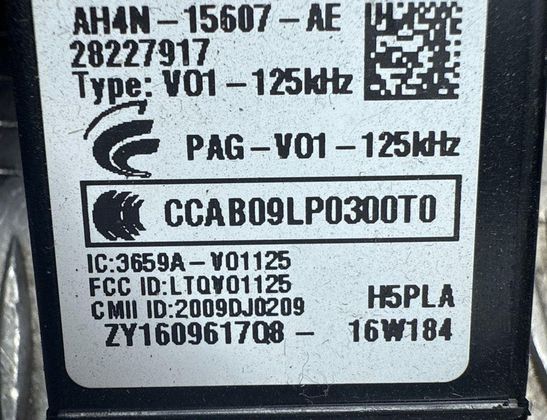 AH4N-15607-AE
28227917
Type: V01-125kHz
PAG-V01-125kHz
CCAB09LP0300T0
IC:3659A-V01125
FCC ID:LTQV01125
CMII ID:2009DJ0209
H5PLA
ZY1609617Q8- 16W184